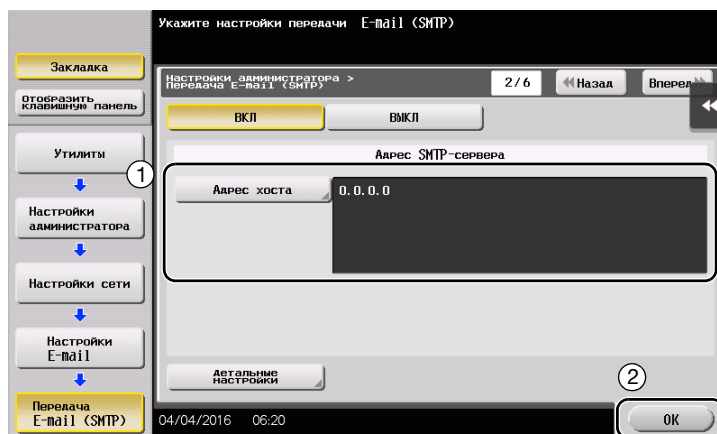 Укажите настройки передачи E-mail (SMTP)
Закладка
Отобразить
клавишную панель
Настройки администратора >
Передача E-mail (SMTP)
2/6
Назад
Вперед
ВКЛ
ВЫКЛ
Адрес SMTP-сервера
Утилиты
1
Адрес хоста
0.0.0.0
Настройки
администратора
Настройки сети
Настройки
E-mail
Детальные
настройки
2
Передача
E-mail (SMTP)
04/04/2016 06:20
OK